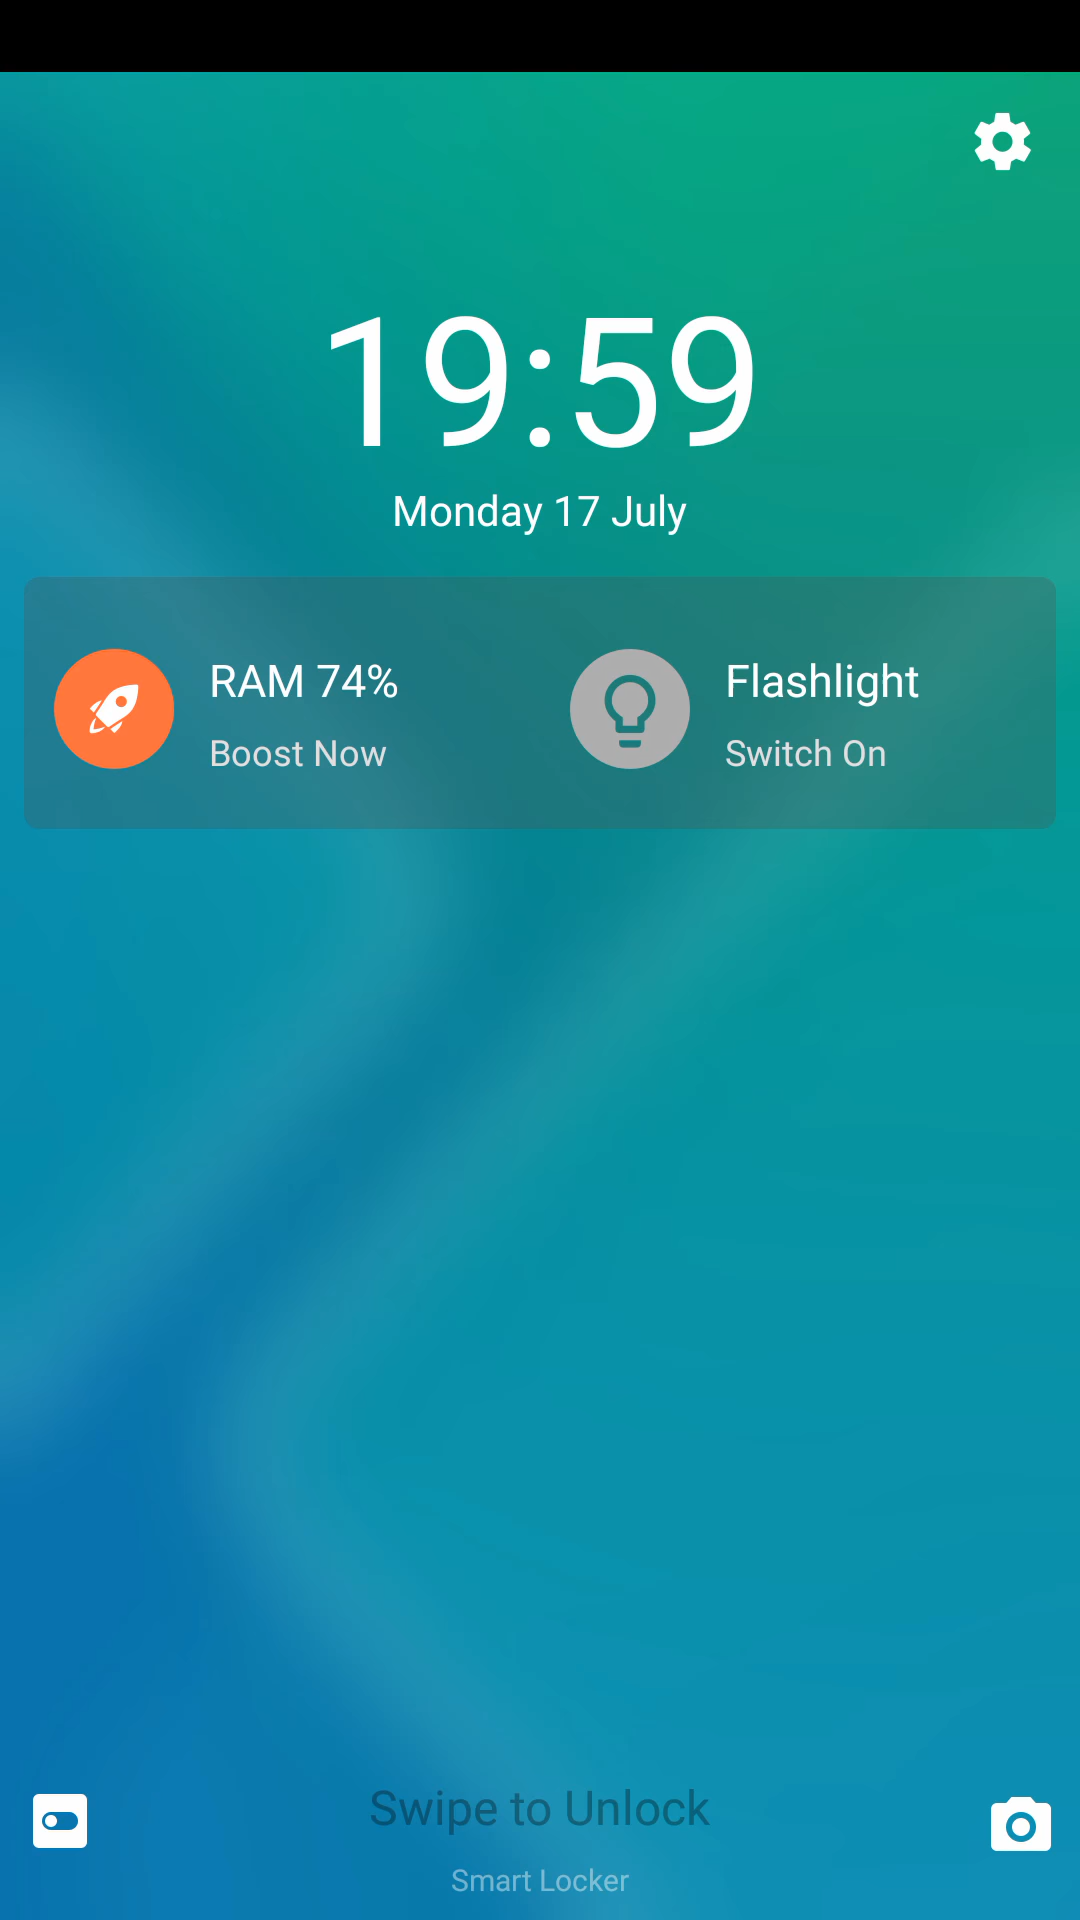 19:59
Monday 17 July
RAM 74%
Boost Now
Flashlight
Switch On
Swipe to Unlock
Smart Locker